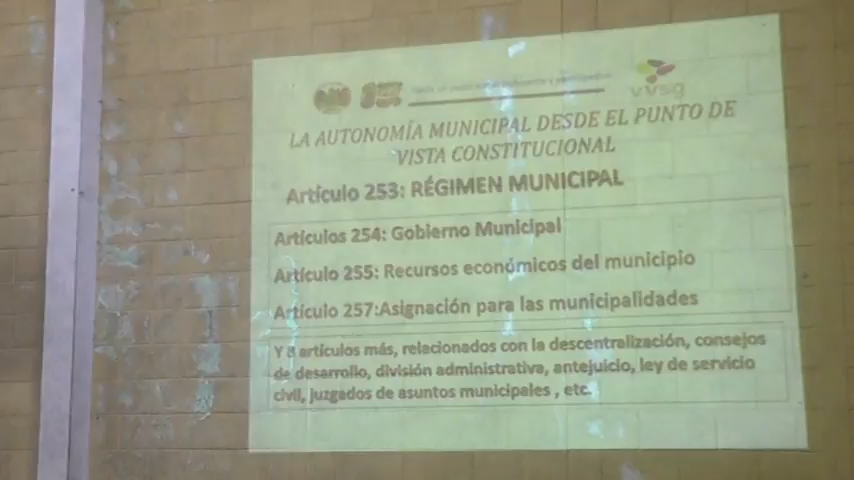 vvsg
LA AUTONOMÍA MUNICIPAL DESDE EL PUNTO DE
VISTA CONSTITUCIONAL
Artículo 253: RÉGIMEN MUNICIPAL
Artículos 254: Gobierno Municipal
Artículo 255: Recursos económicos del municipio
Artículo 257:Asignación para las municipalidades
Y 8 artículos más, relacionados con la descentralización, consejos
de desarrollo, división administrativa, antejuicio, ley de servicio
civil, juzgados de asuntos municipales , etc.